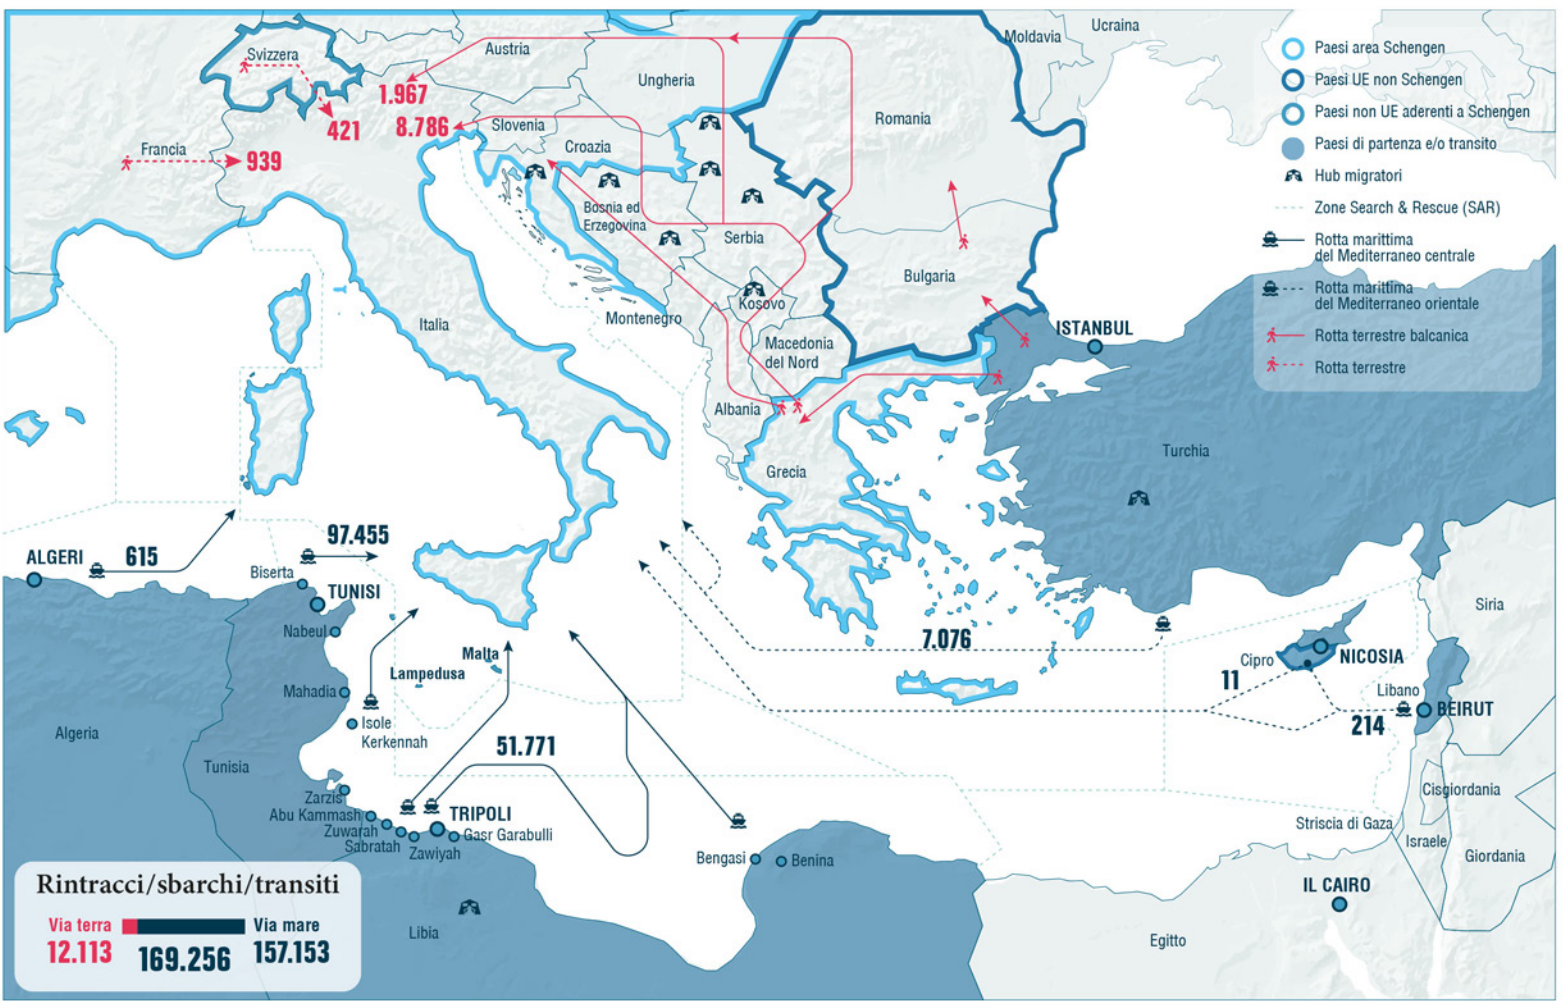 Ucraina
Moldavia
Svizzera
Austria
Ungheria
Romania
1.967
421
8.786
Slovenia
Francia
939
Croazia
Bosnia ed
Erzegovina
Serbia
Bulgaria
Kosovo
Montenegro
Italia
Macedonia
del Nord
ISTANBUL
Albania
Grecia
Turchia
Paesi area Schengen
Paesi UE non Schengen
Paesi non UE aderenti a Schengen
Paesi di partenza e/o transito
Hub migratori
Zone Search & Rescue (SAR)
Rotta marittima
del Mediterraneo centrale
Rotta marittima
del Mediterraneo orientale
Rotta terrestre balcanica
Rotta terrestre
ALGERI
615
97.455
Biserta
TUNISI
Nabeul
Malta
Lampedusa
Mahadia
Isole
Kerkennah
Algeria
Tunisia
51.771
Zarzis
Abu Kammash
Zuwarah
Sabratah
Zawiyah
TRIPOLI
Gasr Garabulli
Bengasi
Benina
Libia
7.076
Siria
Cipro
NICOSIA
11
Libano
BEIRUT
214
Cisgiordania
Striscia di Gaza
Israele
Giordania
IL CAIRO
Egitto
Rintracci/sbarchi/transiti
Via terra
12.113
169.256
Via mare
157.153